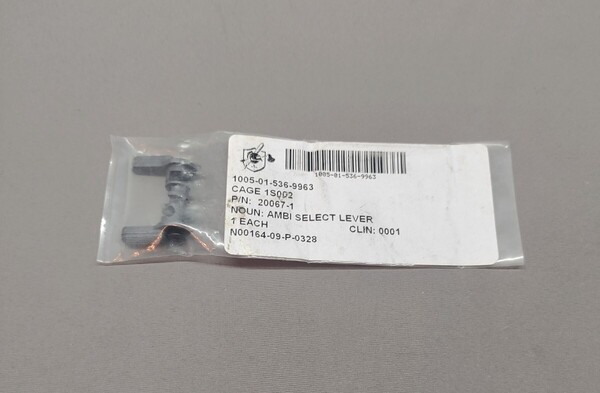 1005-01-536-9963
1005-01-536-9963
CAGE 1S002
P/N: 20067-1
NOUN: AMBI SELECT LEVER
1 EACH CLIN: 0001
N00164-09-P-0328